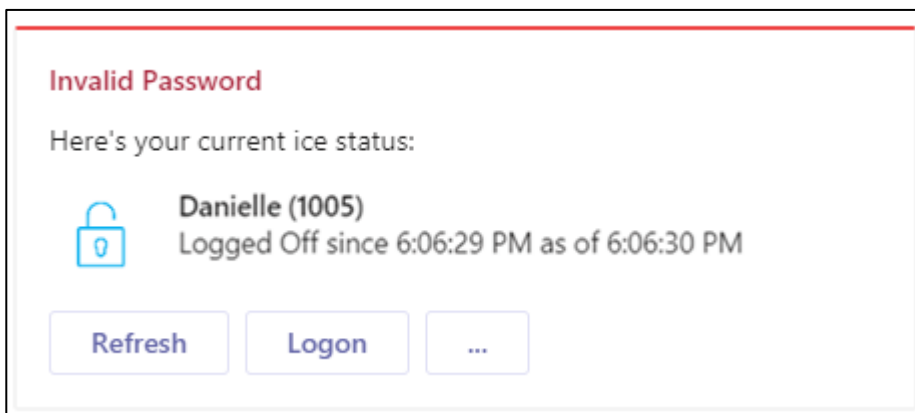 Invalid Password
Here's your current ice status:
Danielle (1005)
Logged Off since 6:06:29 PM as of 6:06:30 PM
Refresh Logon ...